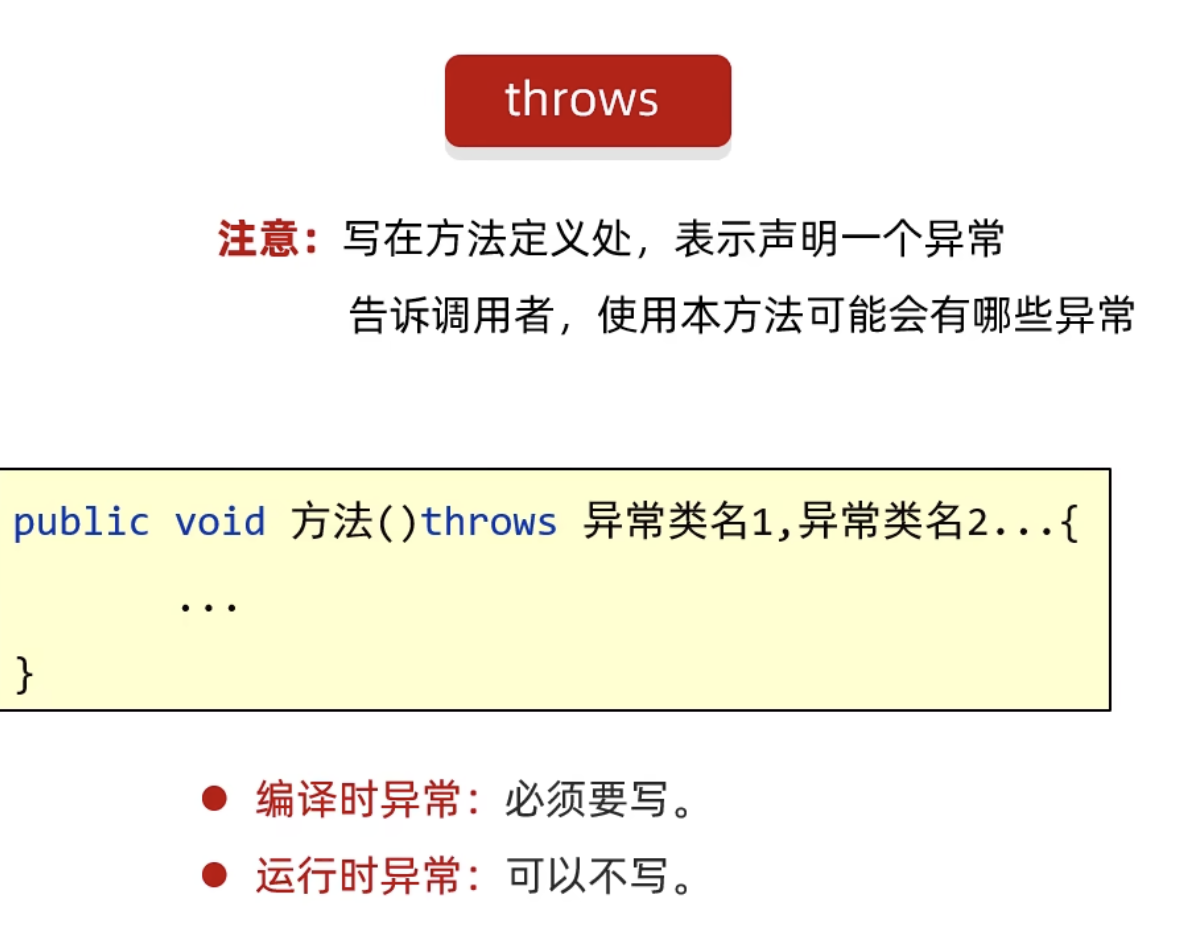 throws
注意：写在方法定义处，表示声明一个异常
告诉调用者，使用本方法可能会有哪些异常
public void 方法()throws 异常类名1,异常类名2...{
...
}
编译时异常：必须要写。
运行时异常：可以不写。